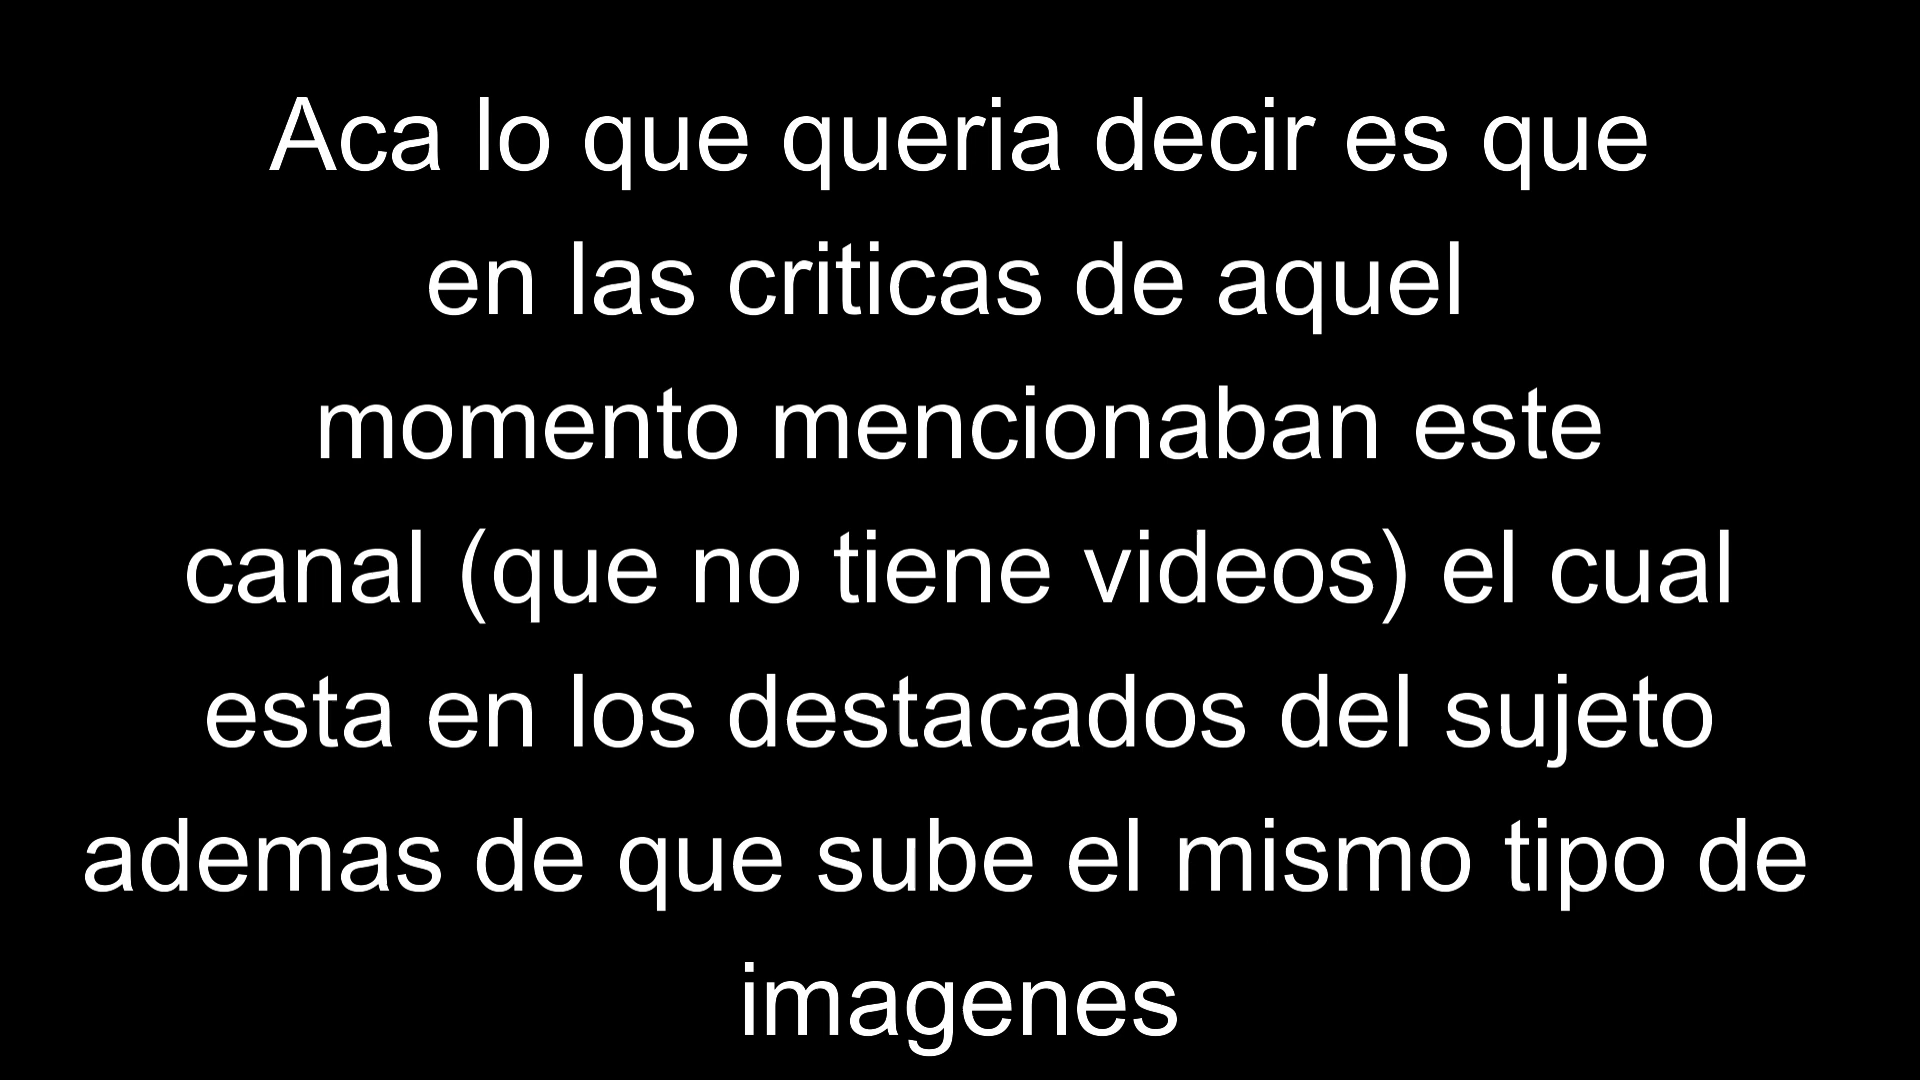 Aca lo que queria decir es que
en las criticas de aquel
momento mencionaban este
canal (que no tiene videos) el cual
esta en los destacados del sujeto
ademas de que sube el mismo tipo de
imagenes